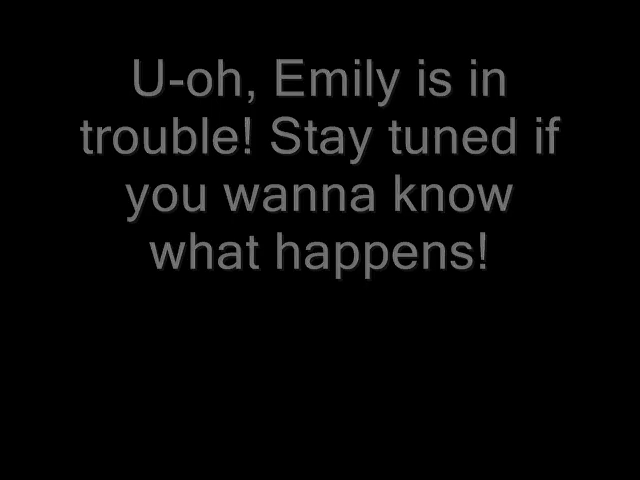 U-oh, Emily is in
trouble! Stay tuned if
you wanna know
what happens!